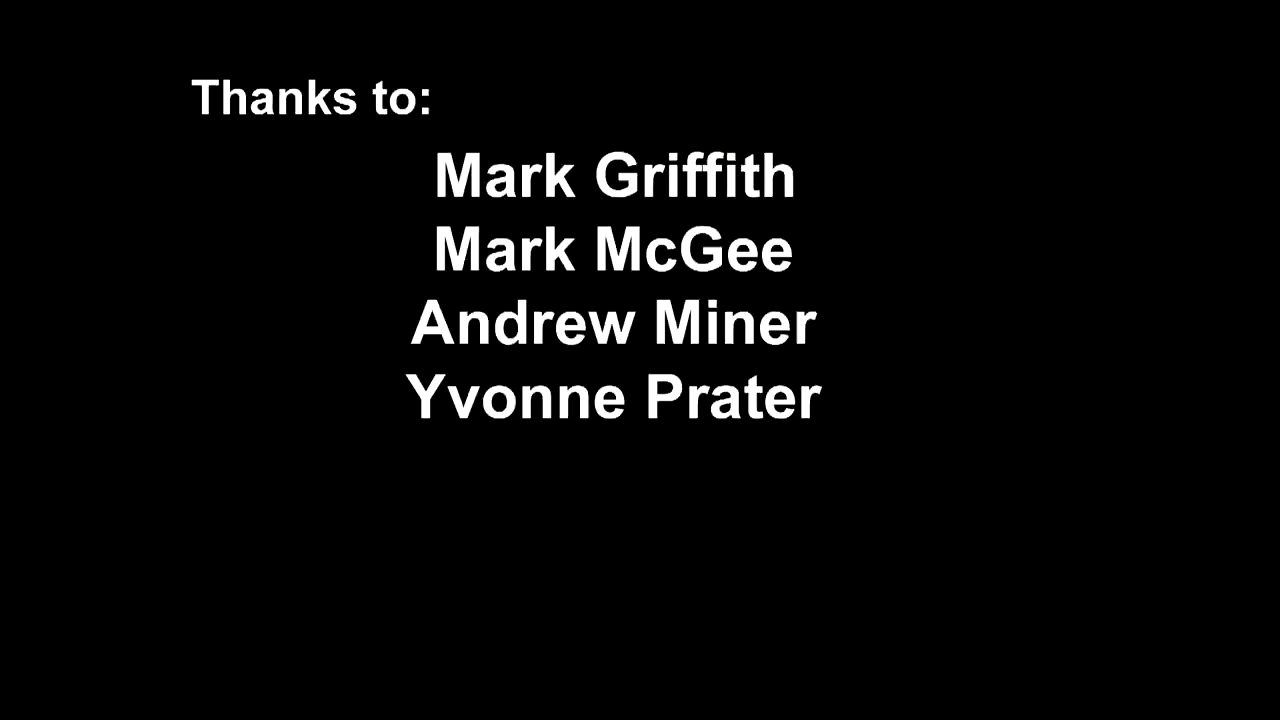 Thanks to:
Mark Griffith
Mark McGee
Andrew Miner
Yvonne Prater